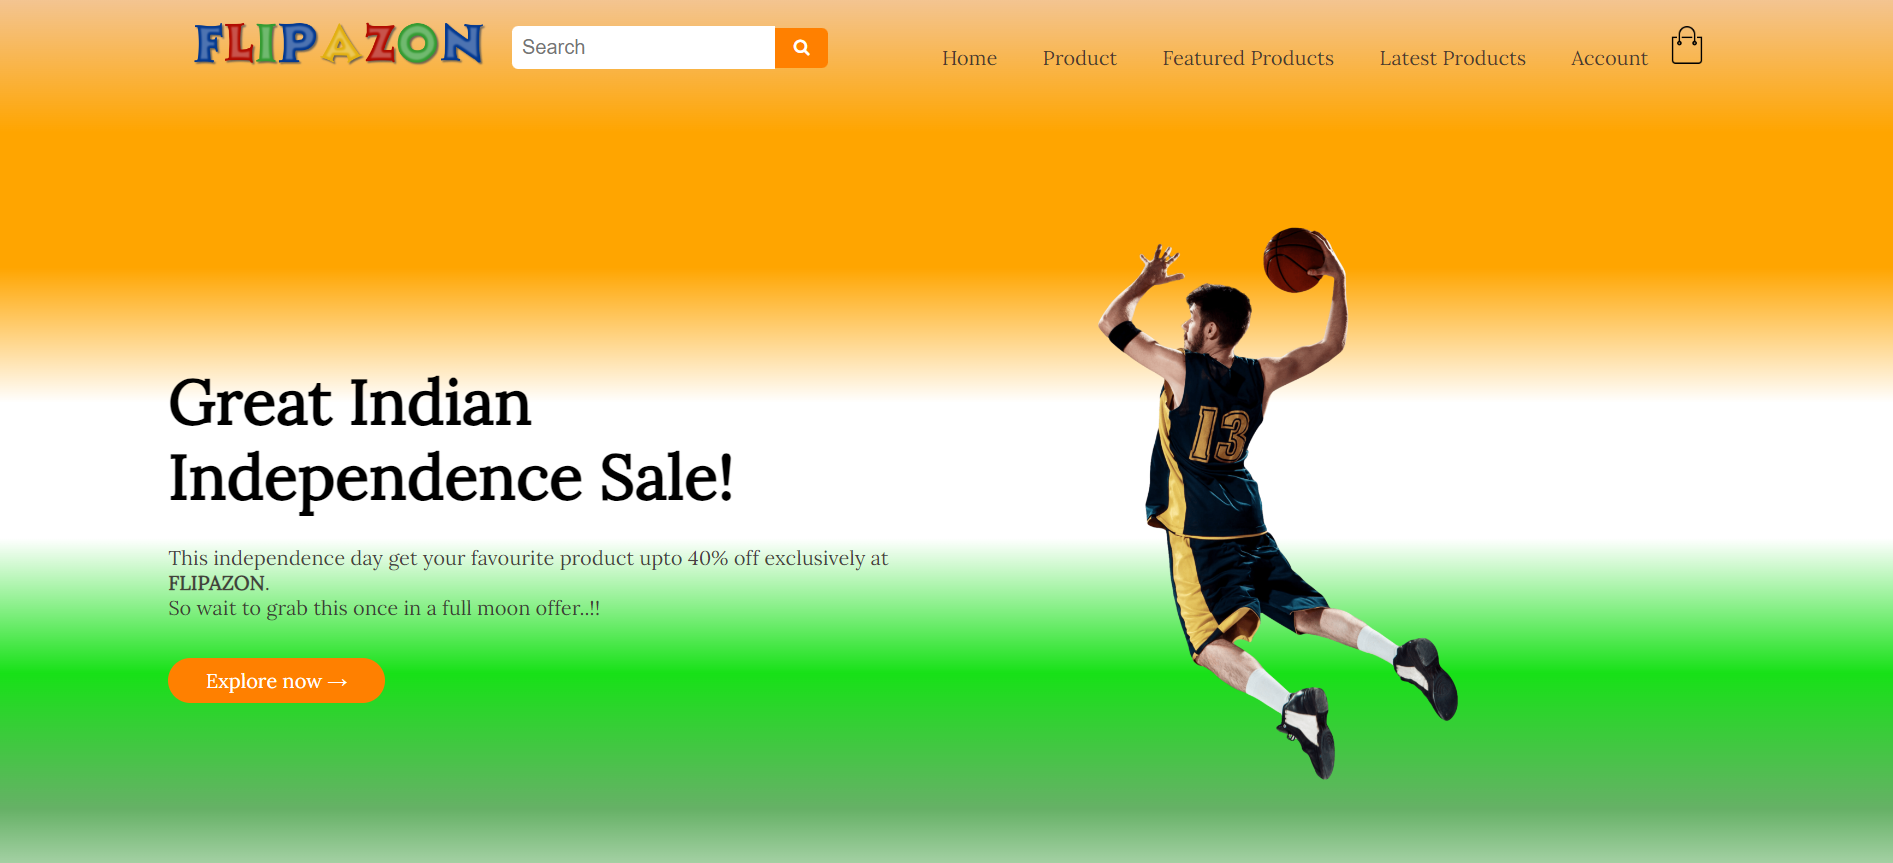 FLIPAZON
Search
Home
Product
Featured Products
Latest Products
Account
13
Great Indian
Independence Sale!
This independence day get your favourite product upto 40% off exclusively at
FLIPAZON.
So wait to grab this once in a full moon offer..!!
Explore now →